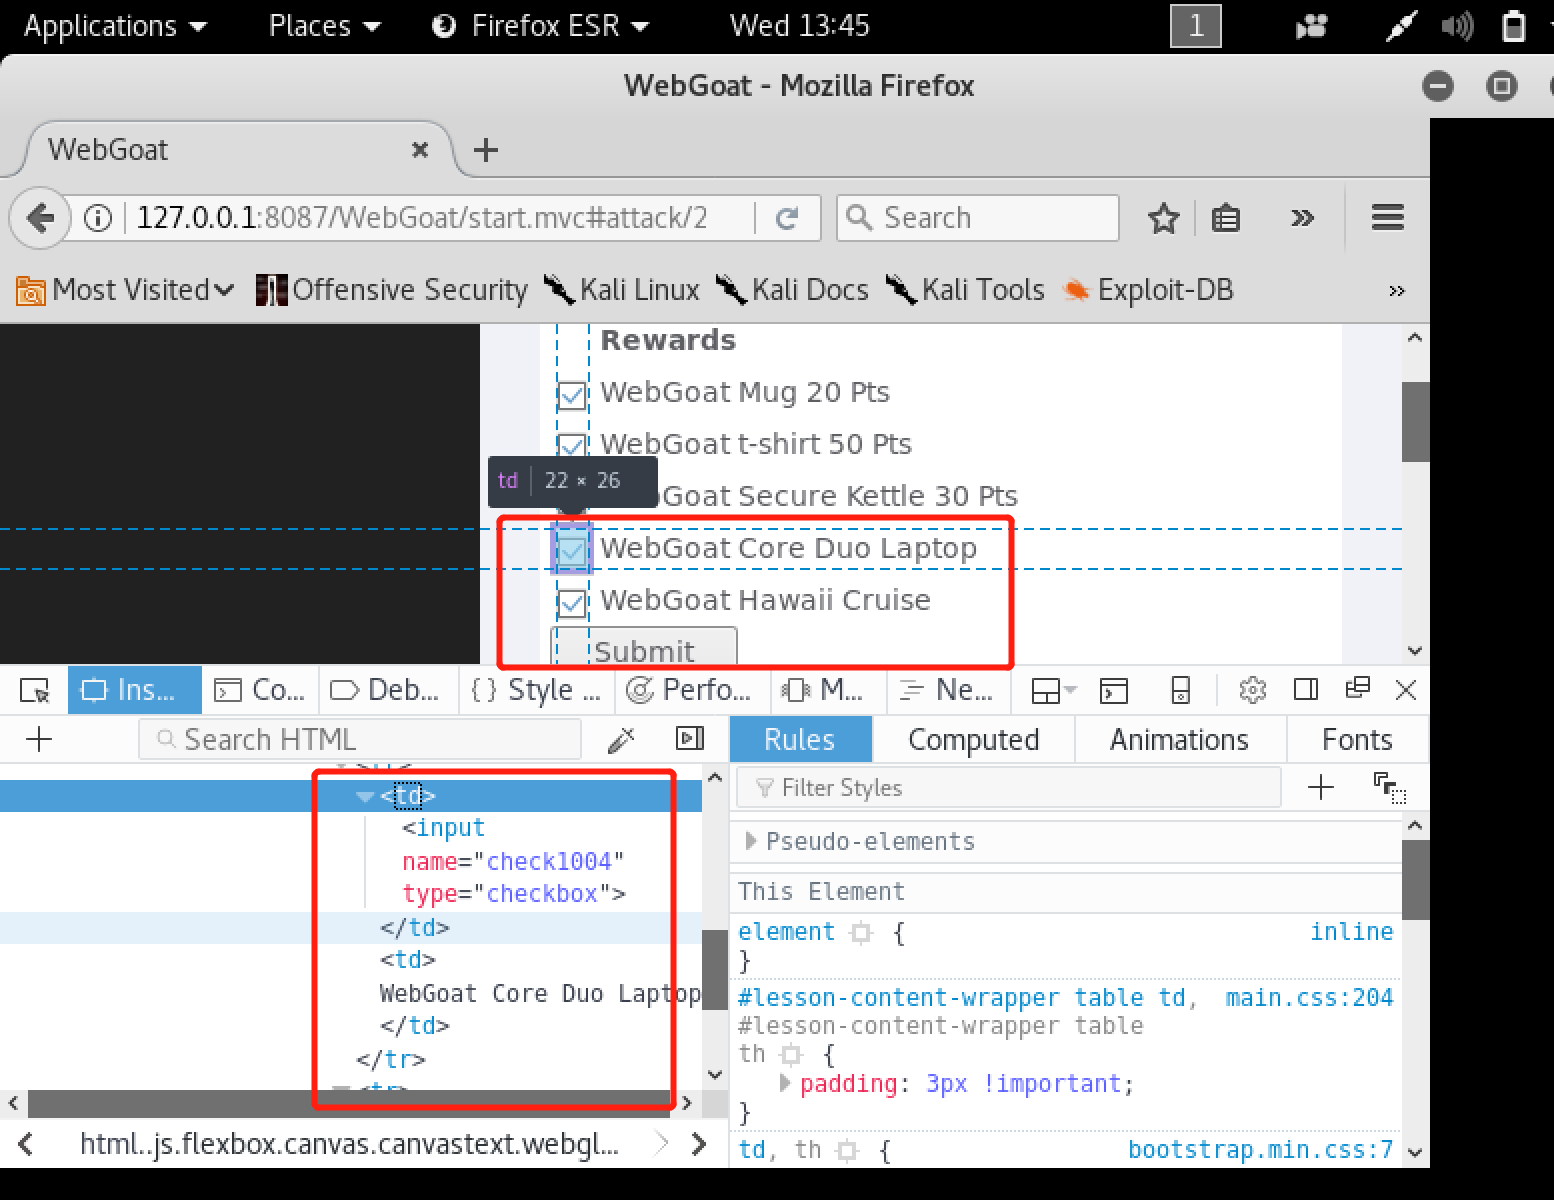 Applications Places Firefox ESR Wed 13:45 1
WebGoat - Mozilla Firefox
WebGoat
127.0.0.1:8087/WebGoat/start.mvc#attack/2 Search
Most Visited Offensive Security Kali Linux Kali Docs Kali Tools Exploit-DB »
Rewards
WebGoat Mug 20 Pts
WebGoat t-shirt 50 Pts
td 22 × 26
bGoat Secure Kettle 30 Pts
WebGoat Core Duo Laptop
WebGoat Hawaii Cruise
Submit
Ins... Co... Deb... { } Style ... Perfo... M... Ne...
Search HTML
Rules Computed Animations Fonts
Filter Styles
<td>
<input
name="check1004"
type="checkbox">
</td>
<td>
WebGoat Core Duo Laptop
</td>
</tr>
<tr>
html..js.flexbox.canvas.canvastext.webgl...
Pseudo-elements
This Element
element { inline
}
#lesson-content-wrapper table td, main.css:204
#lesson-content-wrapper table
th {
padding: 3px !important;
}
td, th { bootstrap.min.css:7